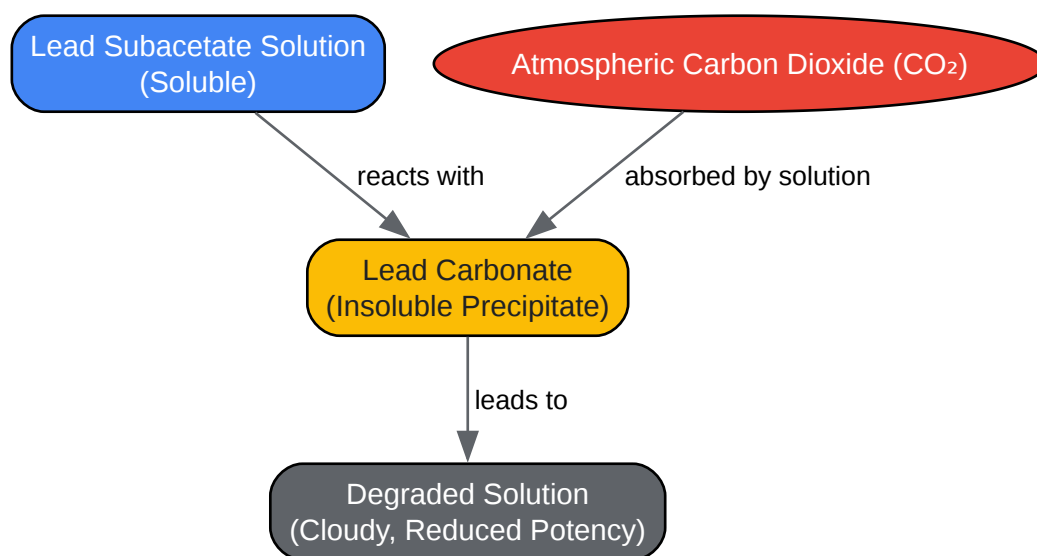 Lead Subacetate Solution
(Soluble)
Atmospheric Carbon Dioxide (CO₂)
reacts with
absorbed by solution
Lead Carbonate
(Insoluble Precipitate)
leads to
Degraded Solution
(Cloudy, Reduced Potency)